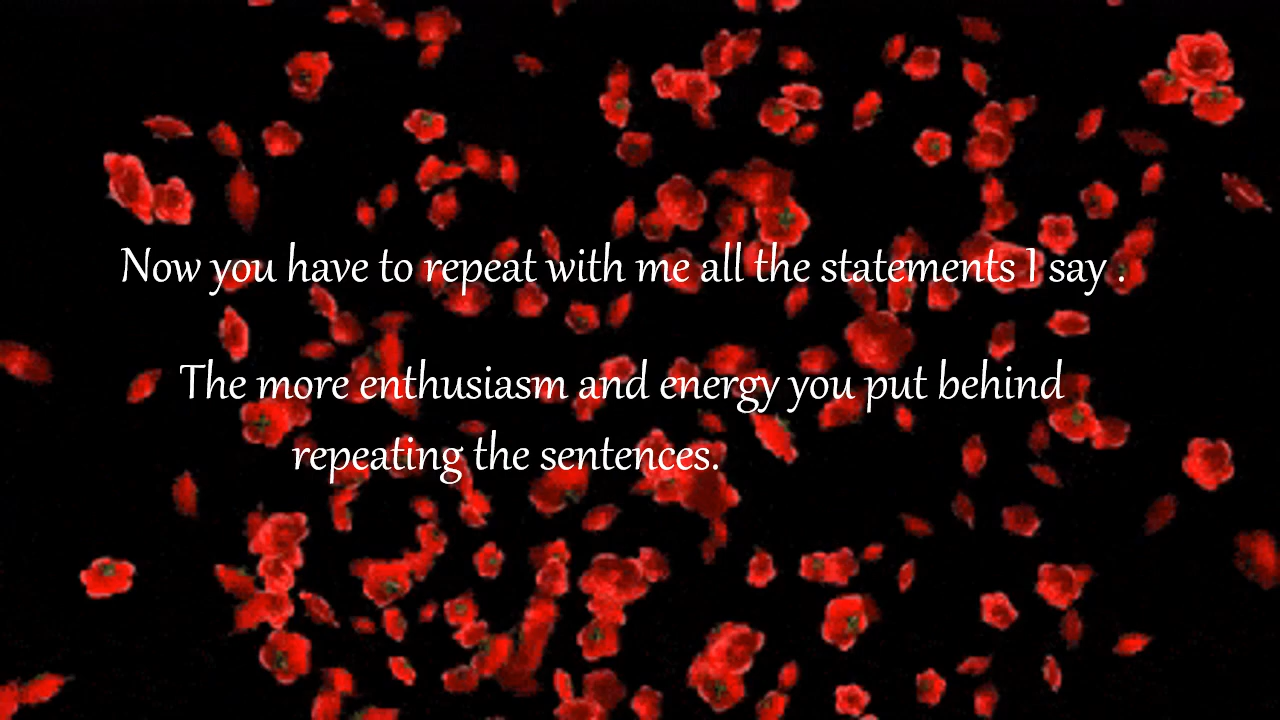 Now you have to repeat with me all the statements I say .
The more enthusiasm and energy you put behind
repeating the sentences.